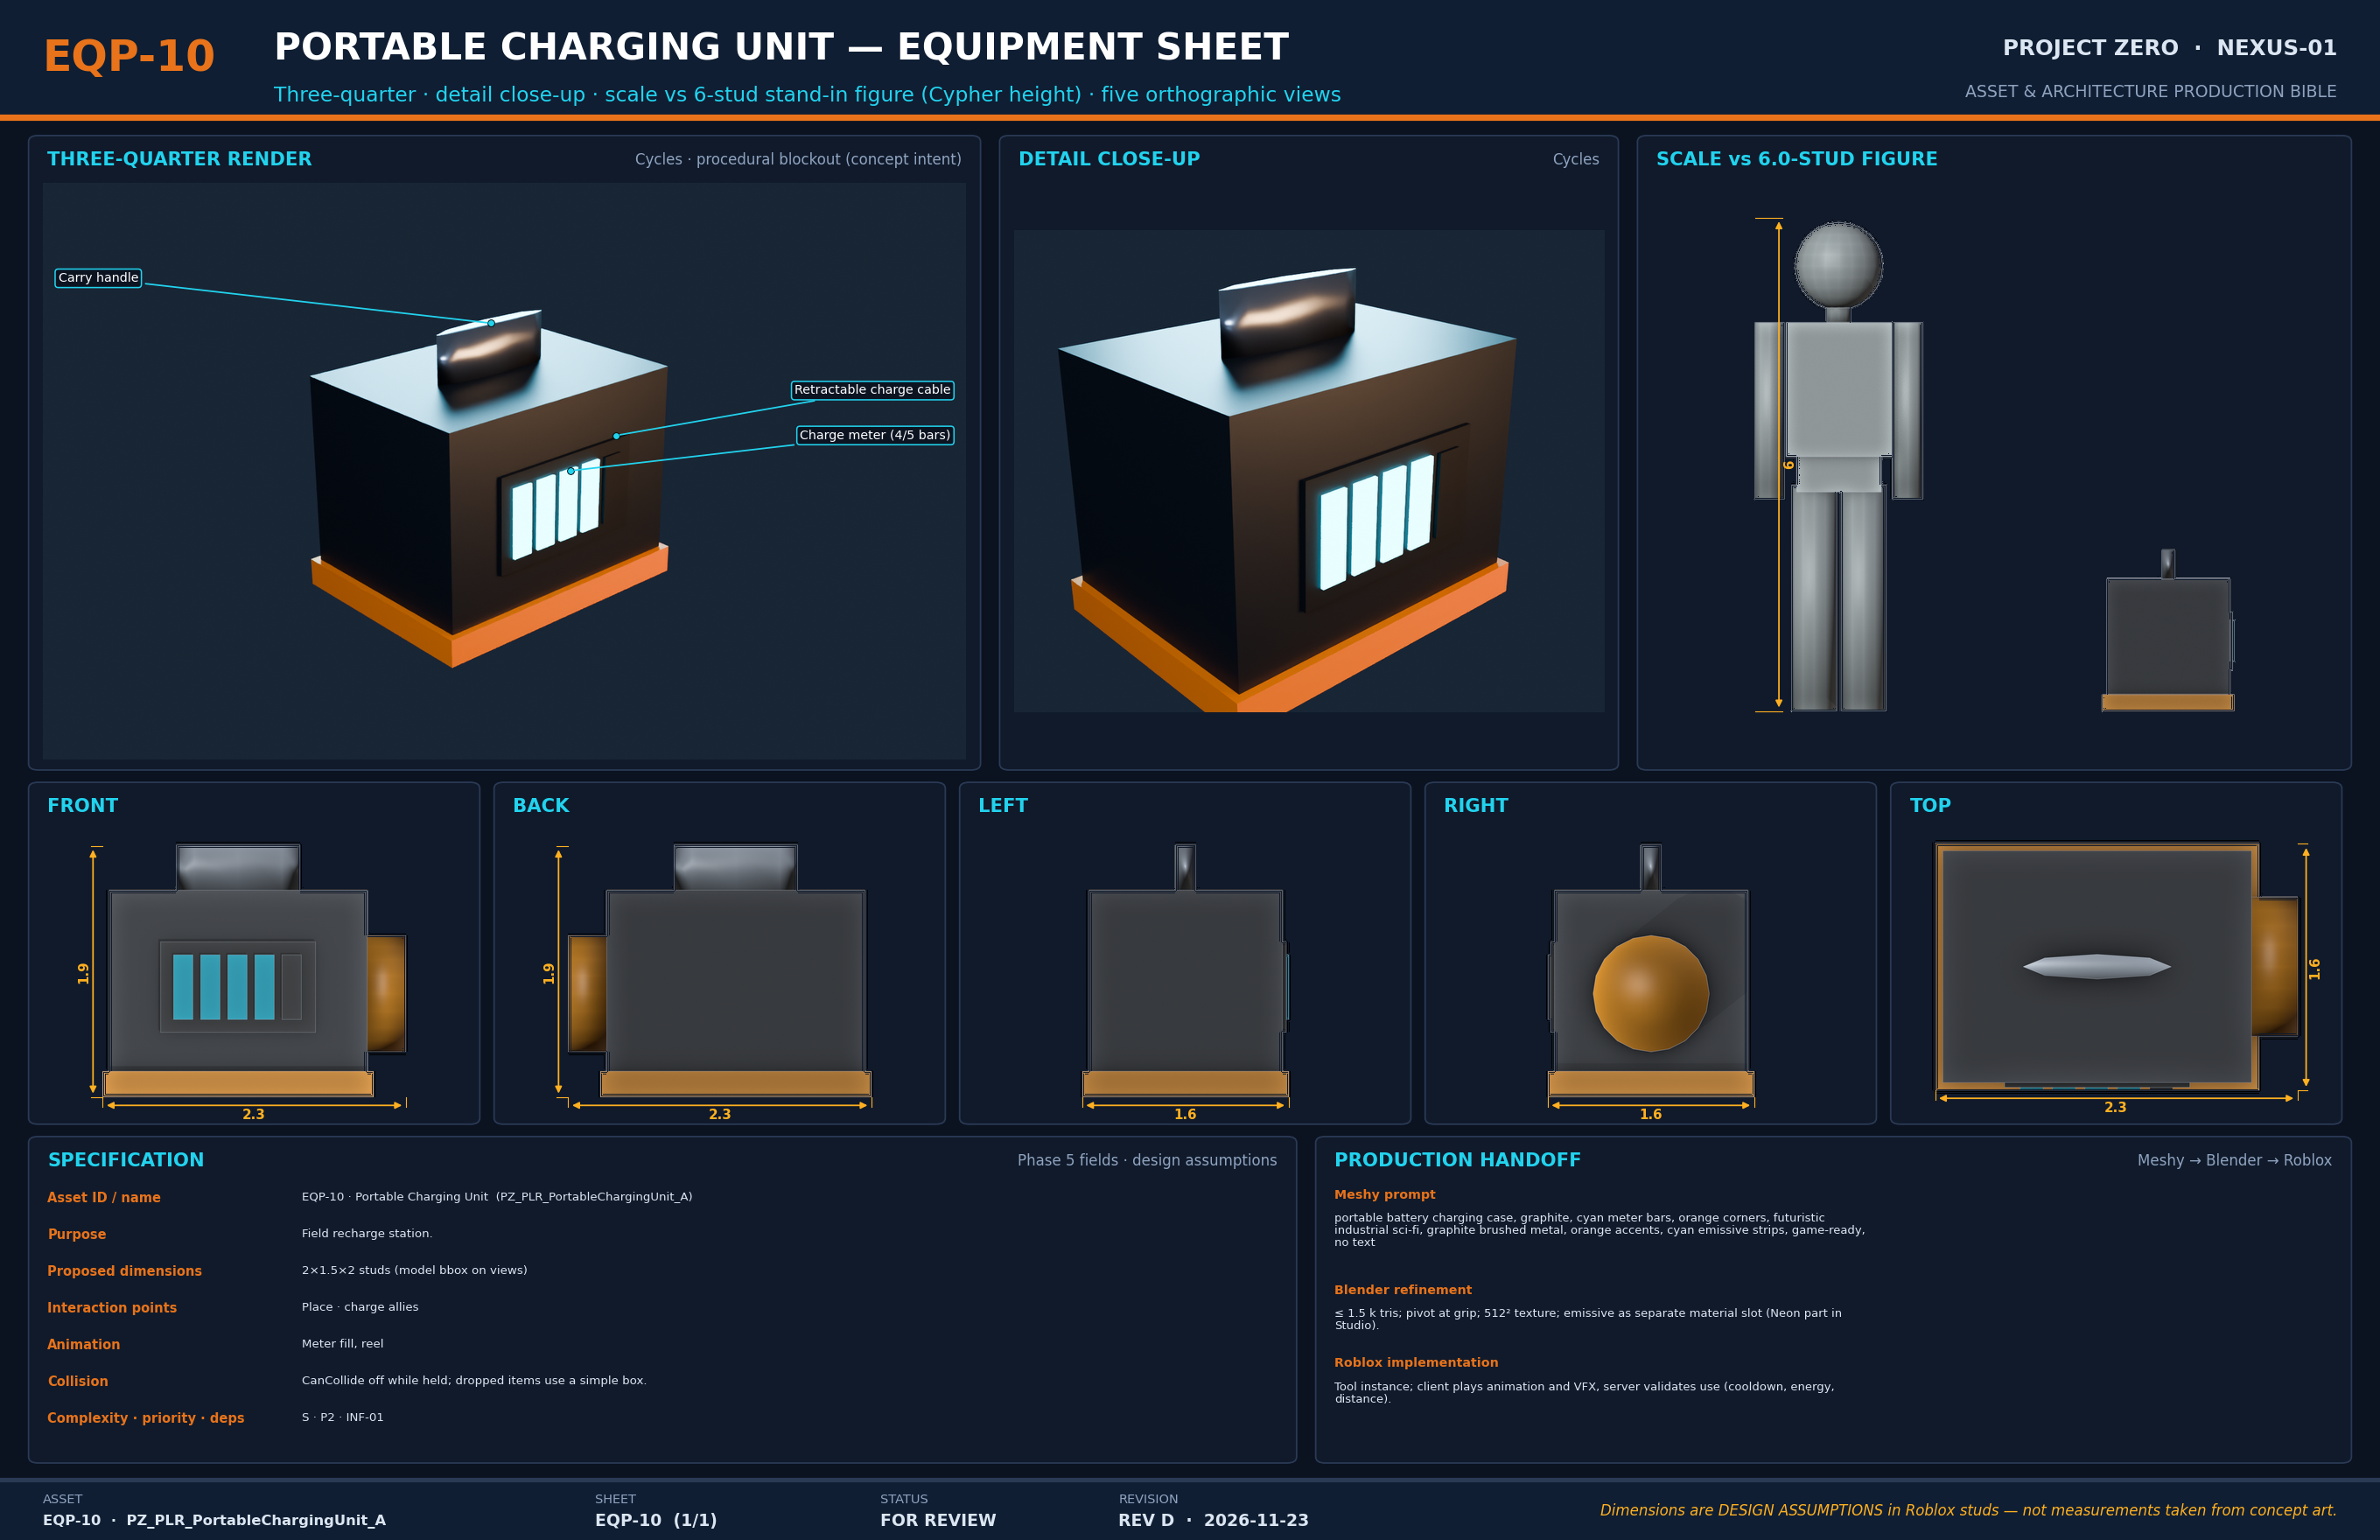 EQP-10
PORTABLE CHARGING UNIT — EQUIPMENT SHEET
Three-quarter · detail close-up · scale vs 6-stud stand-in figure (Cypher height) · five orthographic views
PROJECT ZERO · NEXUS-01
ASSET & ARCHITECTURE PRODUCTION BIBLE
THREE-QUARTER RENDER
Cycles · procedural blockout (concept intent)
Carry handle
Retractable charge cable
Charge meter (4/5 bars)
DETAIL CLOSE-UP
Cycles
SCALE vs 6.0-STUD FIGURE
6
FRONT
1.9
2.3
BACK
1.9
2.3
LEFT
1.6
RIGHT
1.6
TOP
1.6
2.3
SPECIFICATION
Phase 5 fields · design assumptions
Asset ID / name
EQP-10 · Portable Charging Unit (PZ_PLR_PortableChargingUnit_A)
Purpose
Field recharge station.
Proposed dimensions
2×1.5×2 studs (model bbox on views)
Interaction points
Place · charge allies
Animation
Meter fill, reel
Collision
CanCollide off while held; dropped items use a simple box.
Complexity · priority · deps
S · P2 · INF-01
PRODUCTION HANDOFF
Meshy → Blender → Roblox
Meshy prompt
portable battery charging case, graphite, cyan meter bars, orange corners, futuristic
industrial sci-fi, graphite brushed metal, orange accents, cyan emissive strips, game-ready,
no text
Blender refinement
≤ 1.5 k tris; pivot at grip; 512² texture; emissive as separate material slot (Neon part in
Studio).
Roblox implementation
Tool instance; client plays animation and VFX, server validates use (cooldown, energy,
distance).
ASSET
EQP-10 · PZ_PLR_PortableChargingUnit_A
SHEET
EQP-10 (1/1)
STATUS
FOR REVIEW
REVISION
REV D · 2026-11-23
Dimensions are DESIGN ASSUMPTIONS in Roblox studs — not measurements taken from concept art.